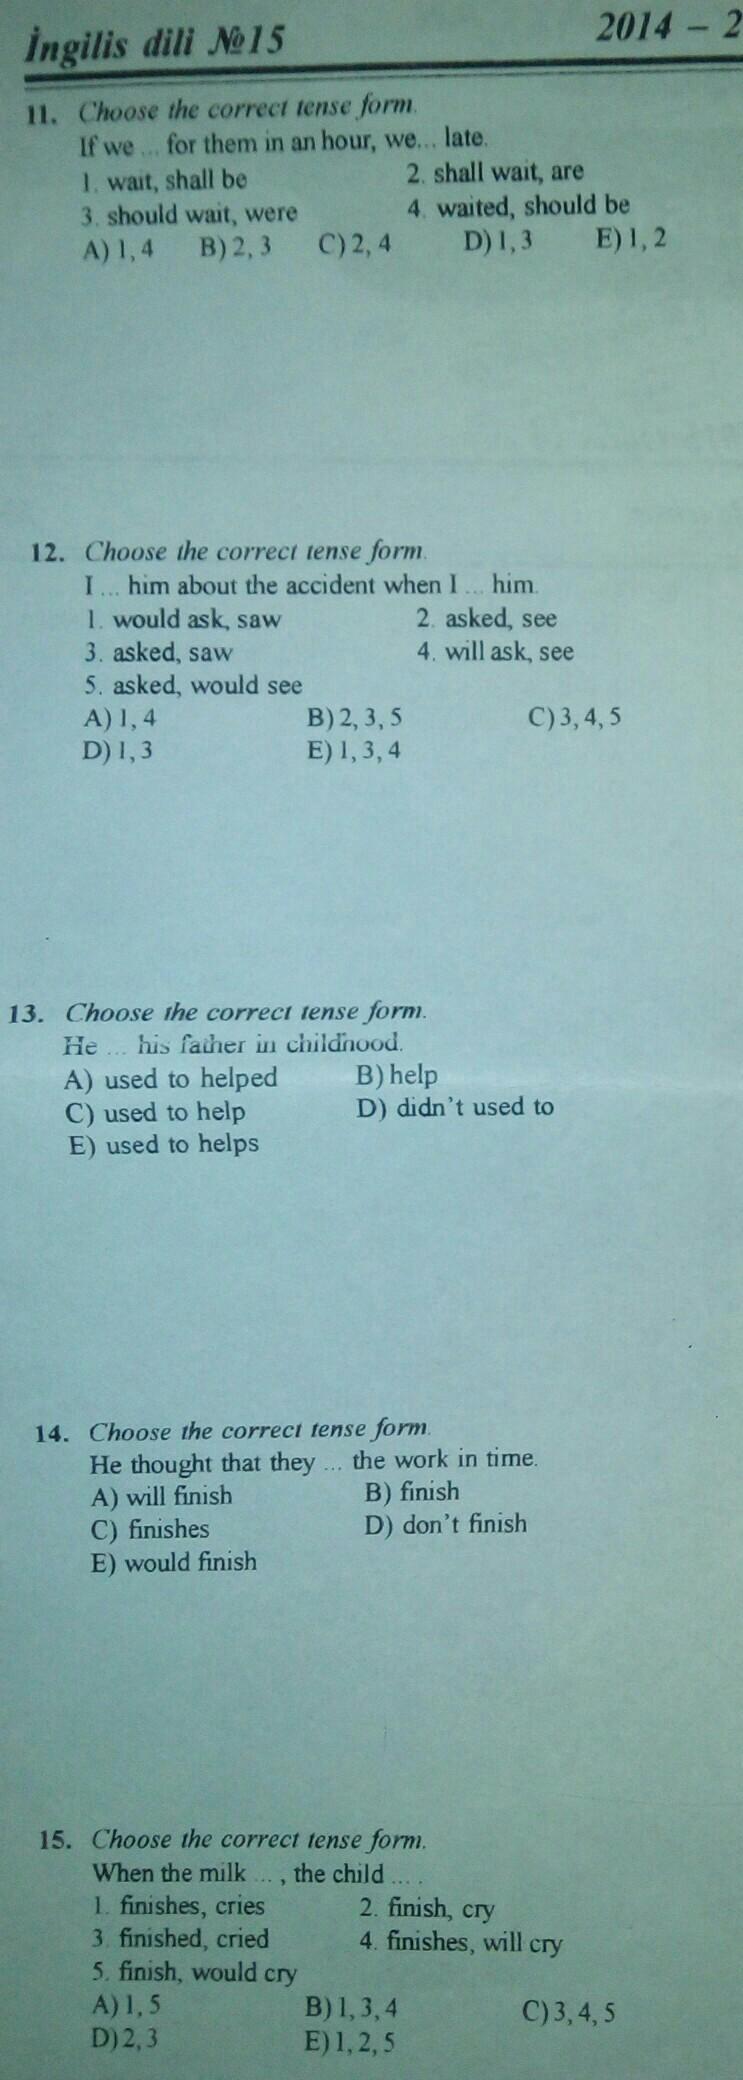 İngilis dili №15 2014 – 2
11. Choose the correct tense form.
If we ... for them in an hour, we... late.
1. wait, shall be 2. shall wait, are
3. should wait, were 4. waited, should be
A) 1, 4 B) 2, 3 C) 2, 4 D) 1, 3 E) 1, 2
12. Choose the correct tense form.
I ... him about the accident when I ... him.
1. would ask, saw 2. asked, see
3. asked, saw 4. will ask, see
5. asked, would see
A) 1, 4 B) 2, 3, 5 C) 3, 4, 5
D) 1, 3 E) 1, 3, 4
13. Choose the correct tense form.
He ... his father in childhood.
A) used to helped B) help
C) used to help D) didn't used to
E) used to helps
14. Choose the correct tense form.
He thought that they ... the work in time.
A) will finish B) finish
C) finishes D) don't finish
E) would finish
15. Choose the correct tense form.
When the milk ... , the child ... .
1. finishes, cries 2. finish, cry
3. finished, cried 4. finishes, will cry
5. finish, would cry
A) 1, 5 B) 1, 3, 4 C) 3, 4, 5
D) 2, 3 E) 1, 2, 5